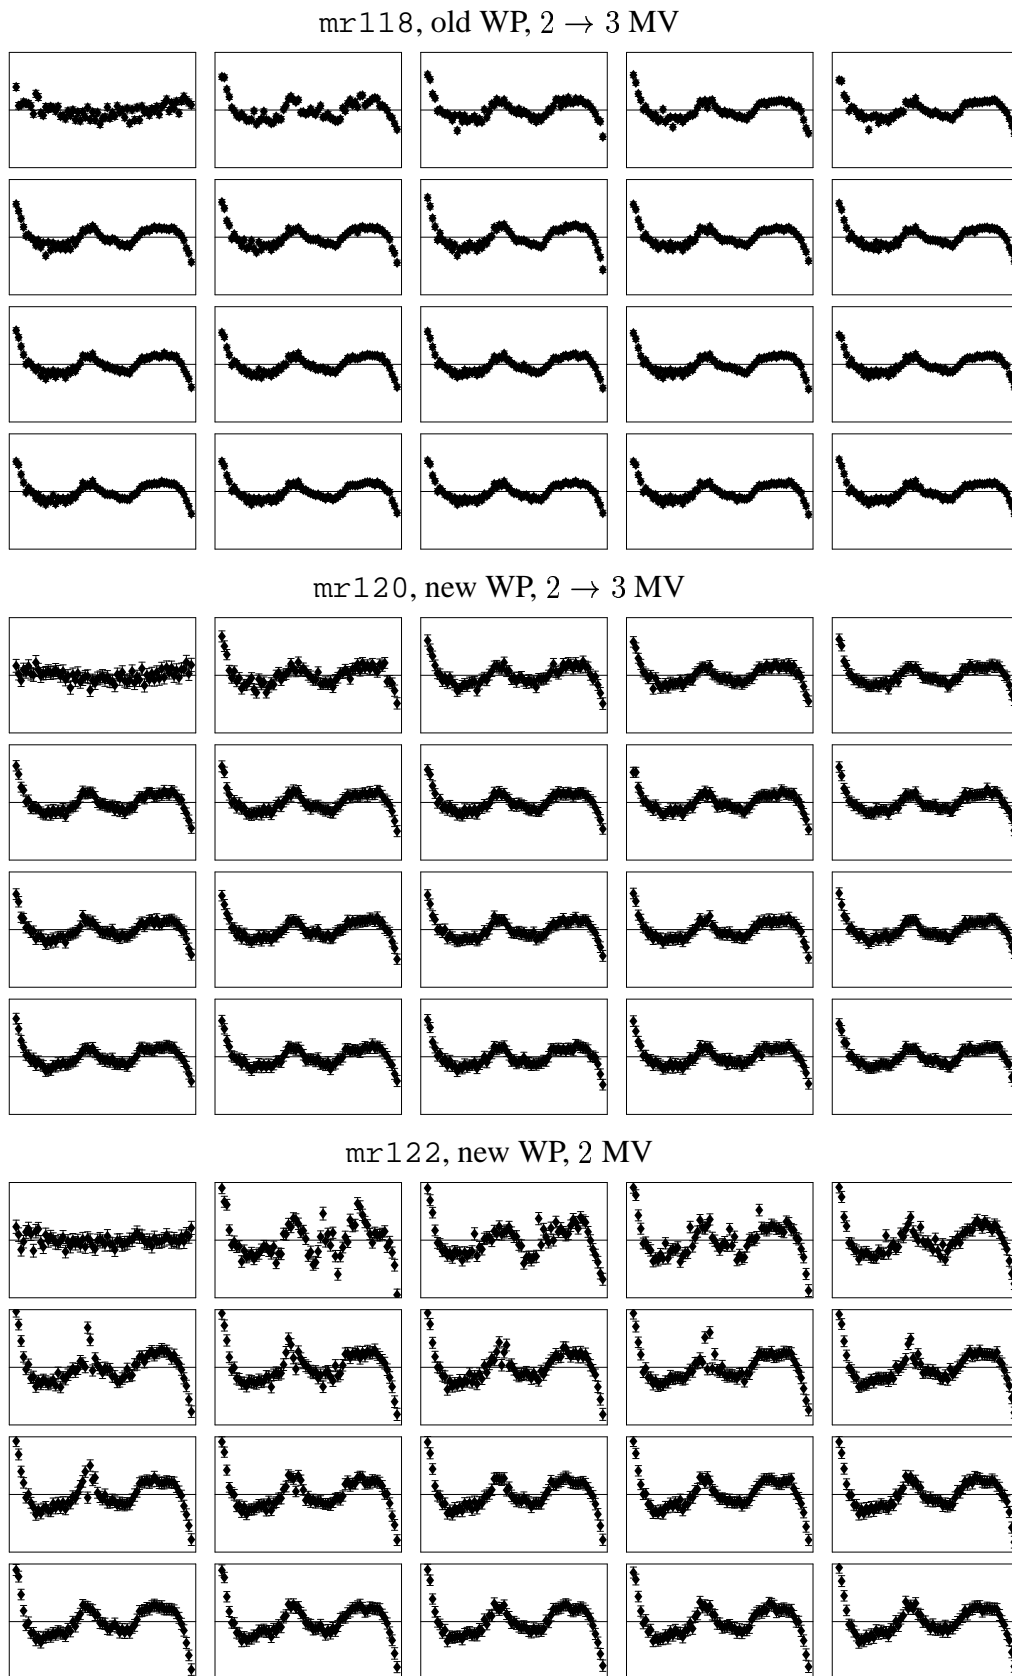 mr118, old WP, 2 → 3 MV
mr120, new WP, 2 → 3 MV
mr122, new WP, 2 MV